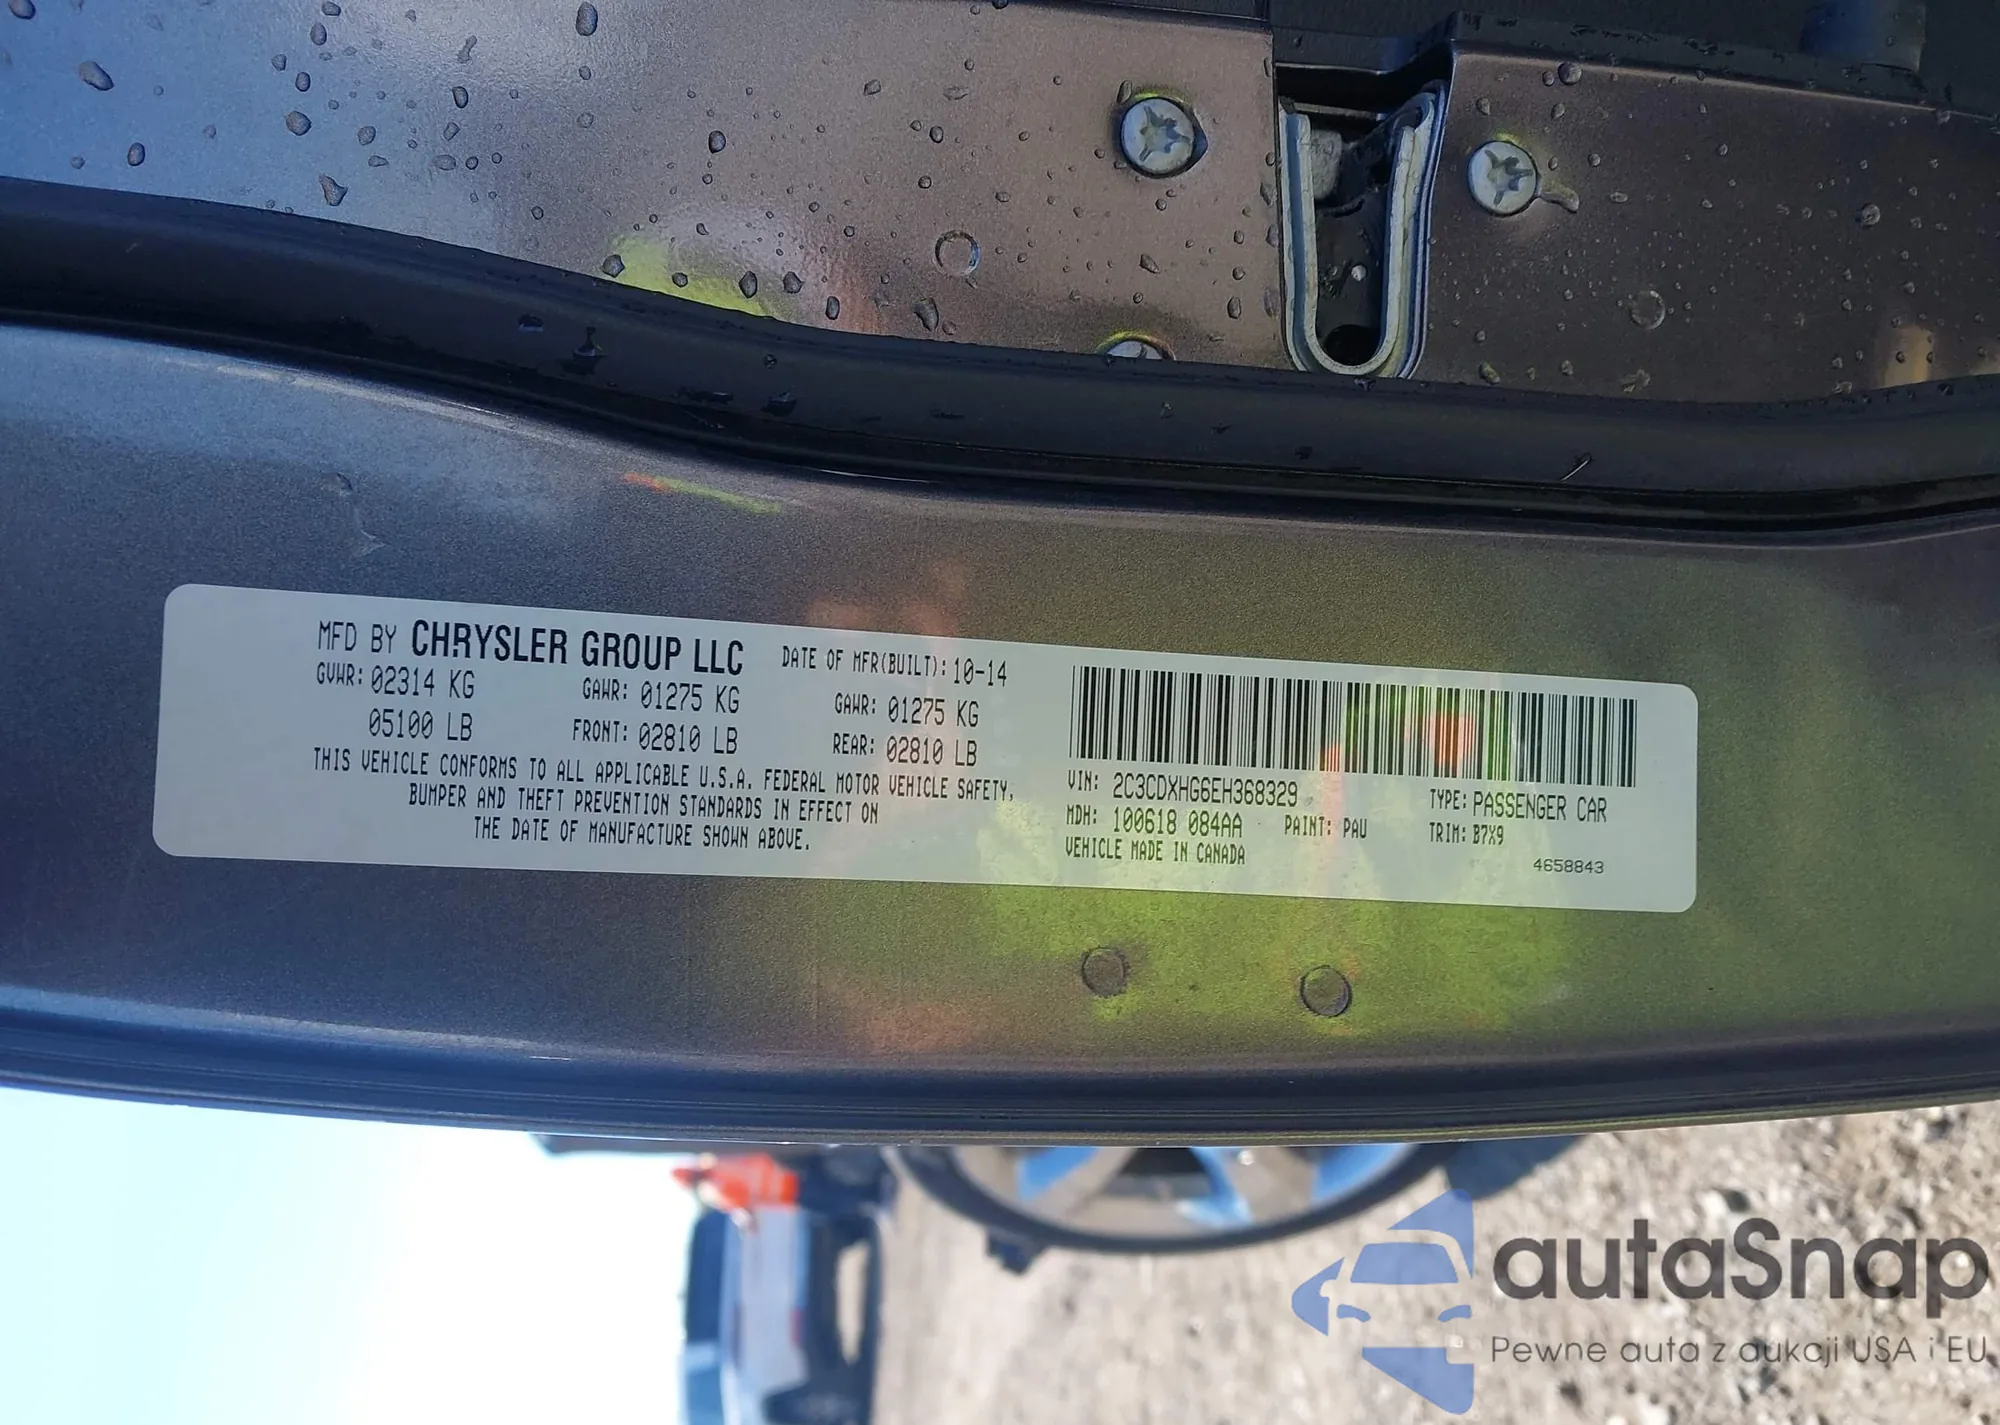 MFD BY CHRYSLER GROUP LLC DATE OF MFR(BUILT): 10-14
GVWR: 02314 KG GAWR: 01275 KG GAWR: 01275 KG
05100 LB FRONT: 02810 LB REAR: 02810 LB
THIS VEHICLE CONFORMS TO ALL APPLICABLE U.S.A. FEDERAL MOTOR VEHICLE SAFETY,
BUMPER AND THEFT PREVENTION STANDARDS IN EFFECT ON
THE DATE OF MANUFACTURE SHOWN ABOVE.
VIN: 2C3CDXHG6EH368329 TYPE: PASSENGER CAR
MDH: 100618 084AA PAINT: PAU TRIM: B7X9
VEHICLE MADE IN CANADA 4658843
autaSnap
Pewne auta z aukcji USA i EU